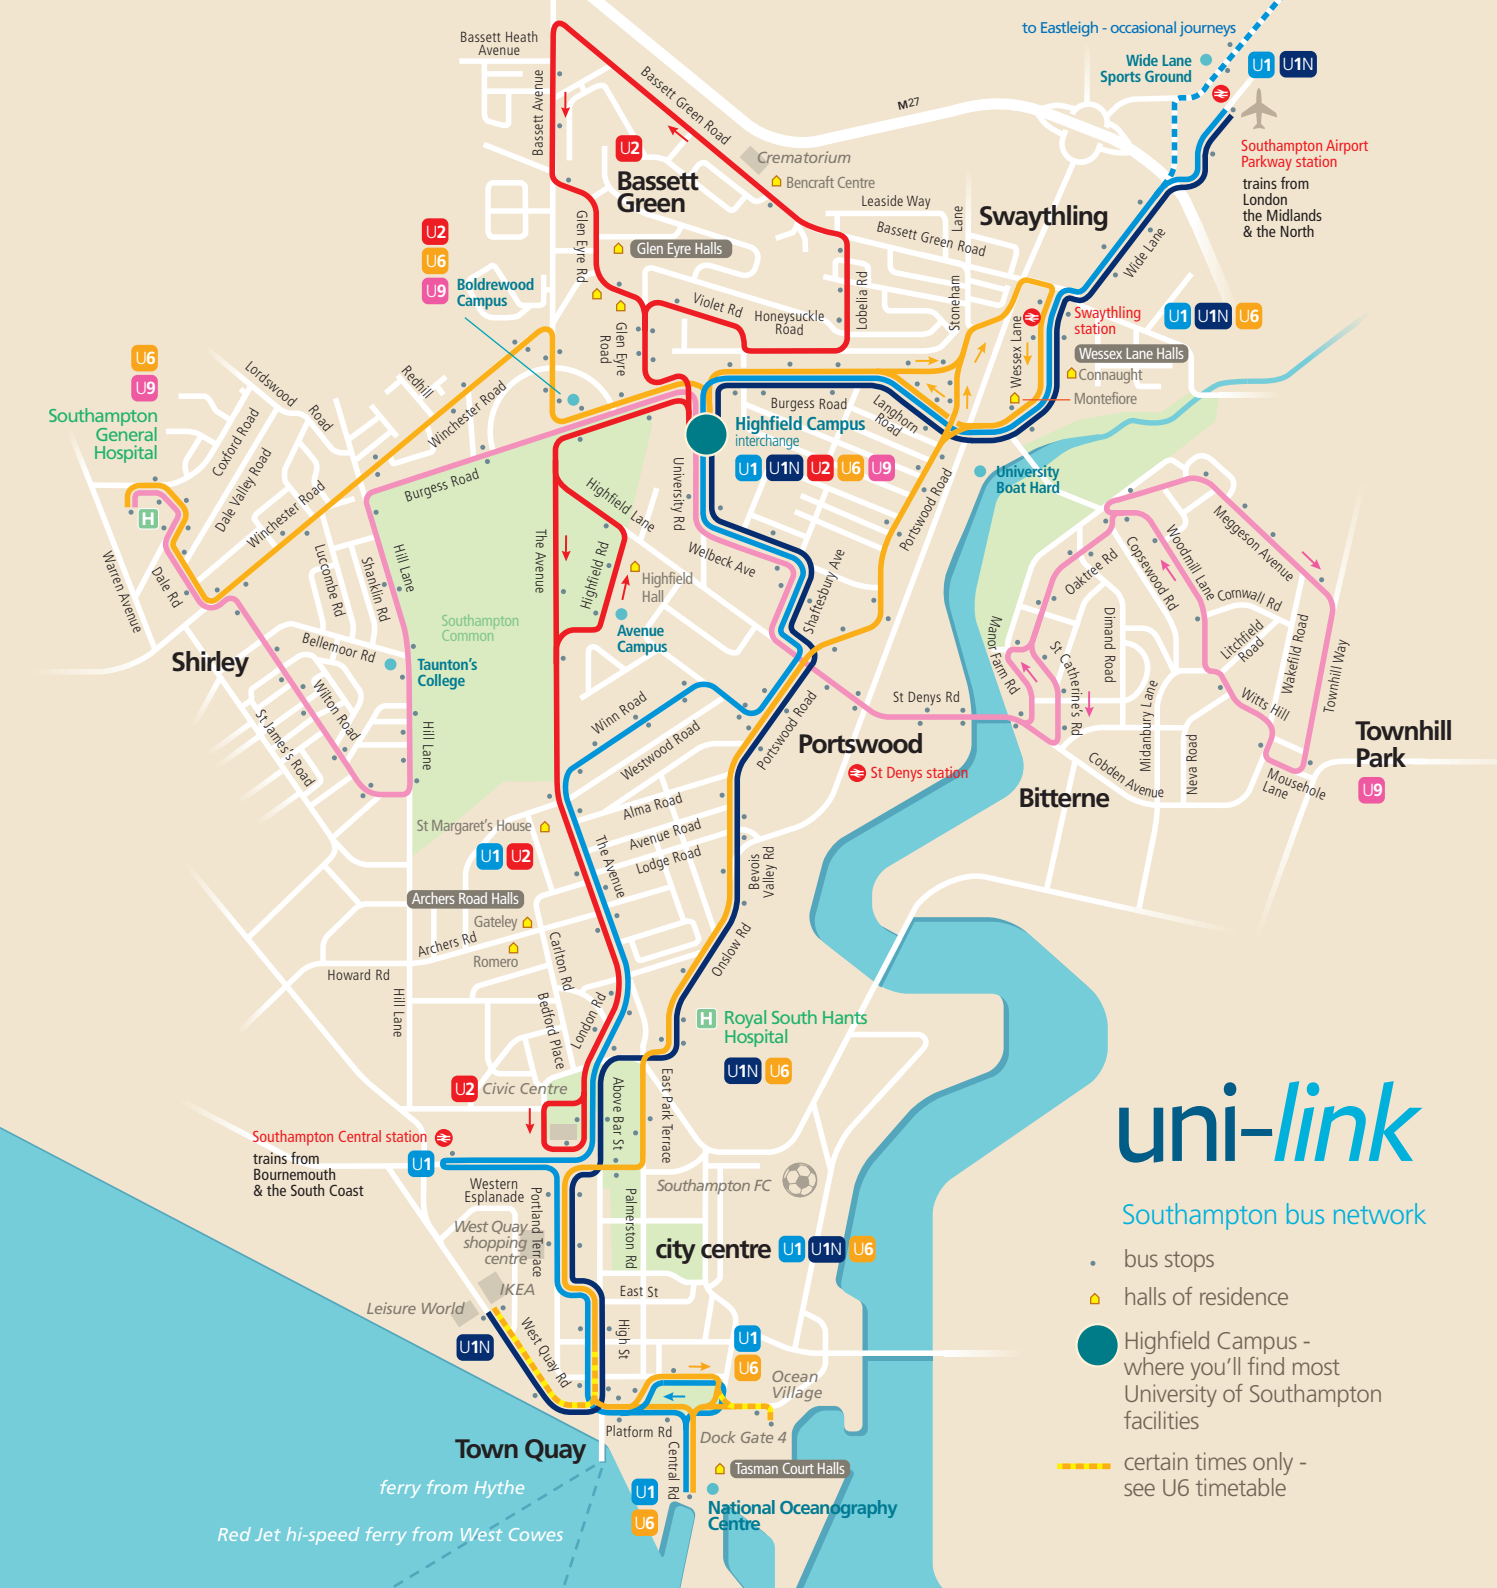 to Eastleigh - occasional journeys
Wide Lane
Sports Ground
U1 U1N
Bassett Heath
Avenue
Bassett Avenue
Bassett Green Road
M27
Southampton Airport
Parkway station
trains from
London
the Midlands
& the North
U2
Bassett
Green
Crematorium
Bencraft Centre
Leaside Way
Bassett Green Road
Lane
Stoneham
Swaythling
Wide Lane
Glen Eyre Rd
Glen Eyre Halls
U2
U6
U9
Boldrewood
Campus
Violet Rd
Honeysuckle
Road
Lobelia Rd
Glen Eyre
Road
Wessex Lane
Swaythling
station
U1 U1N U6
Wessex Lane Halls
Connaught
Montefiore
U6
U9
Southampton
General
Hospital
H
Lordswood
Road
Redhill
Winchester Road
Coxford Road
Dale Valley Road
Winchester Road
Burgess Road
Burgess Road
Langhorn
Road
Highfield Campus
interchange
U1 U1N U2 U6 U9
University Rd
Portswood Road
University
Boat Hard
Highfield Lane
The Avenue
Highfield Rd
Welbeck Ave
Shaftesbury Ave
Highfield
Hall
Avenue
Campus
Warren Avenue
Dale Rd
Luccombe Rd
Shanklin Rd
Hill Lane
Southampton
Common
Shirley
Bellemoor Rd
Taunton's
College
Wilton Road
St James's Road
Hill Lane
Meggeson Avenue
Woodmill Lane
Copsewood Rd
Oaktree Rd
Cornwall Rd
Manor Farm Rd
Dimand Road
St Catherine's Rd
Litchfield
Road
Wakefild Road
Townhill Way
Witts Hill
Midanbury Lane
Neva Road
Cobden Avenue
Mousehole
Lane
Townhill
Park
U9
Bitterne
St Denys Rd
Portswood
St Denys station
Winn Road
Westwood Road
Portswood Road
Alma Road
Avenue Road
Lodge Road
The Avenue
Bevois
Valley Rd
St Margaret's House
U1 U2
Archers Road Halls
Gateley
Archers Rd
Romero
Howard Rd
Hill Lane
Carlton Rd
Bedford Place
London Rd
Onslow Rd
H
Royal South Hants
Hospital
U1N U6
U2 Civic Centre
Above Bar St
East Park Terrace
Southampton Central station
trains from
Bournemouth
& the South Coast
U1
Western
Esplanade
Portland Terrace
West Quay
shopping
centre
Palmerston Rd
Southampton FC
city centre U1 U1N U6
IKEA
Leisure World
East St
U1N
West Quay Rd
High St
U1
U6
Ocean
Village
Platform Rd
Dock Gate 4
Central Rd
Tasman Court Halls
Town Quay
U1
U6
National Oceanography
Centre
ferry from Hythe
Red Jet hi-speed ferry from West Cowes
uni-link
Southampton bus network
bus stops
halls of residence
Highfield Campus -
where you'll find most
University of Southampton
facilities
certain times only -
see U6 timetable